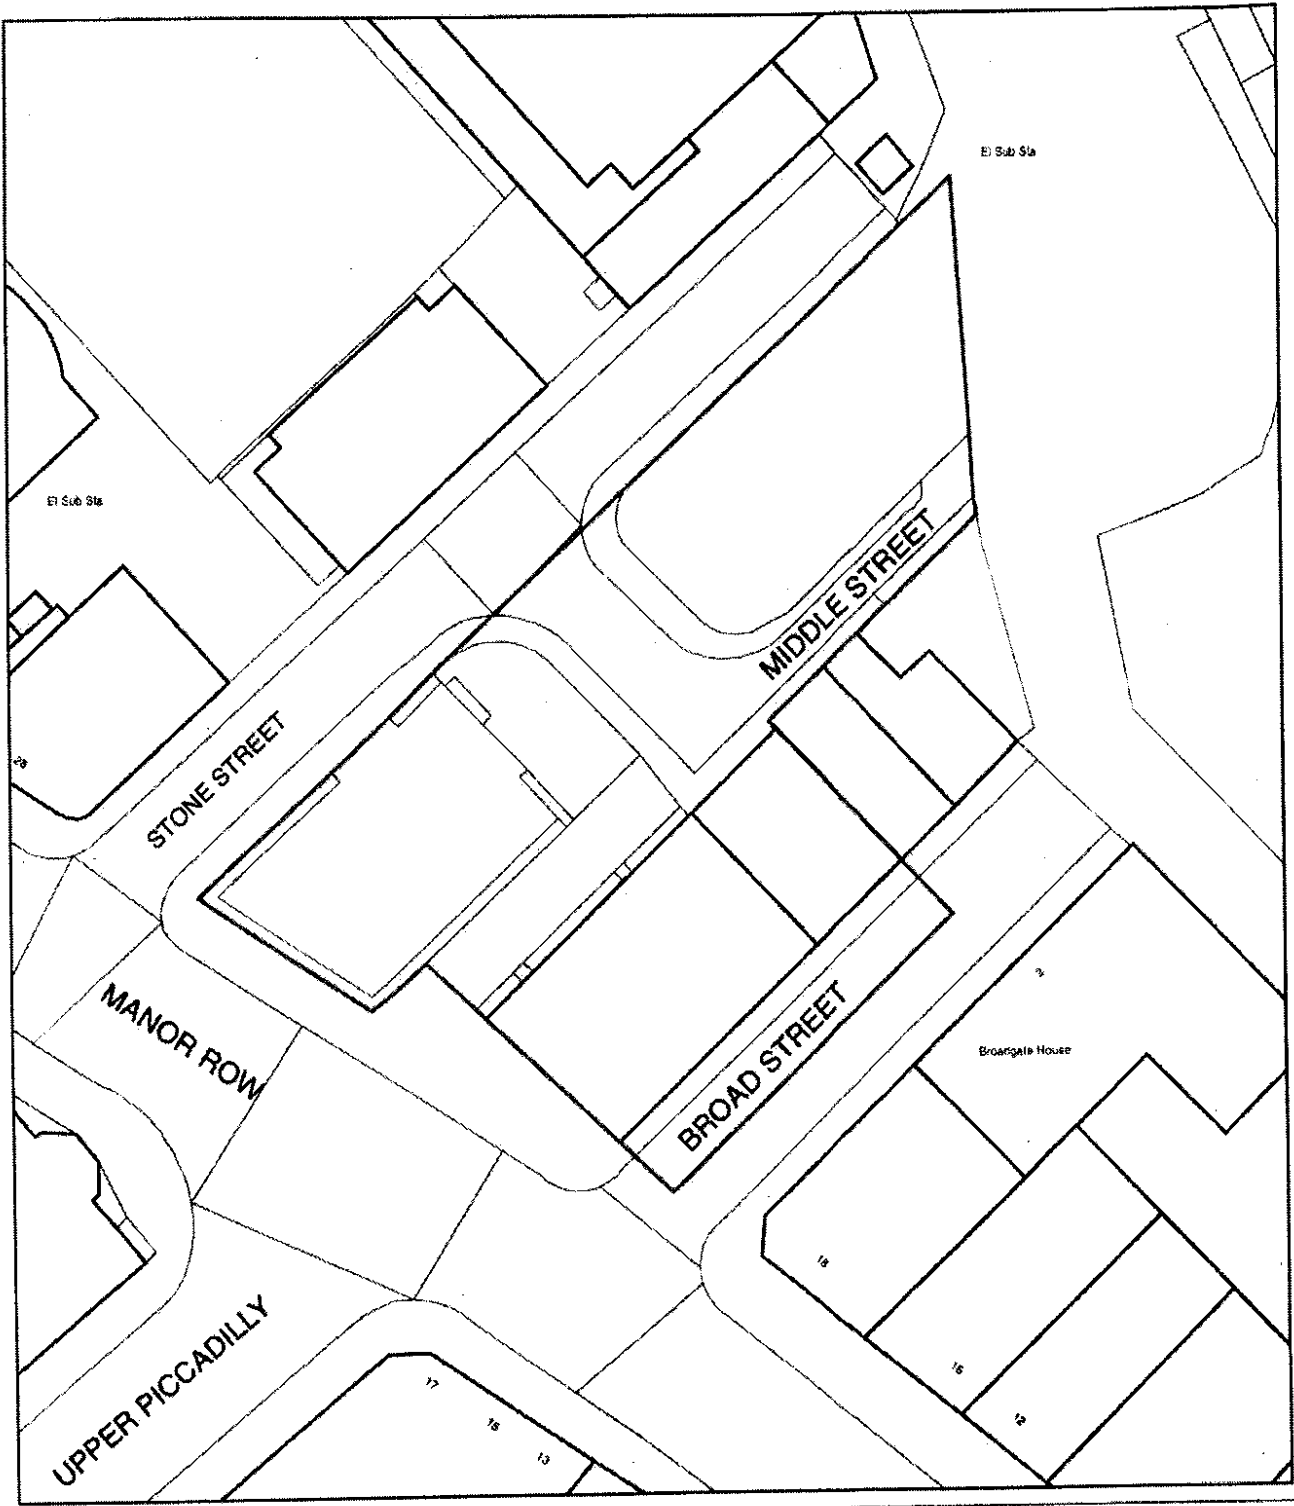 El Sub Sta
El Sub Sta
MIDDLE STREET
STONE STREET
28
MANOR ROW
BROAD STREET
2
Broadgate House
18
UPPER PICCADILLY
16
17
15
12
13